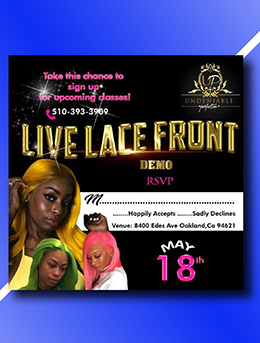 Take this chance to
sign up
for upcoming classes!
510-393-3909
UP
UNDENIABLE
LIVE LACE FRONT
DEMO
RSVP
M................................................
........Happily Accepts ........Sadly Declines
Venue: 8400 Edes Ave Oakland,Ca 94621
MAY
18th